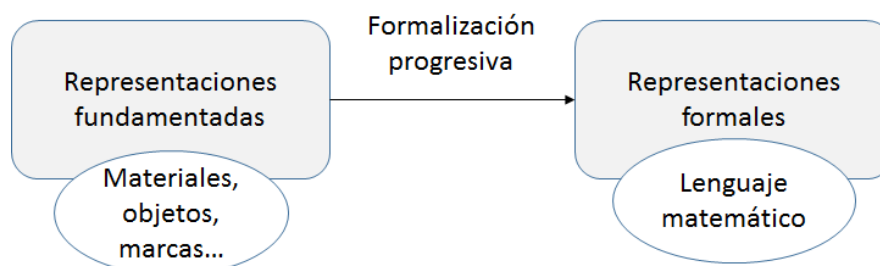 Representaciones
fundamentadas
Materiales,
objetos,
marcas...
Formalización
progresiva
Representaciones
formales
Lenguaje
matemático